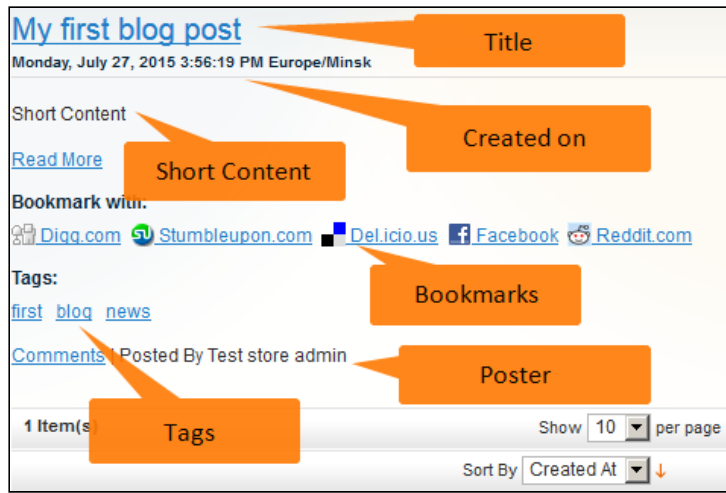 My first blog post
Title
Monday, July 27, 2015 3:56:19 PM Europe/Minsk
Short Content
Created on
Read More
Short Content
Bookmark with:
Digg.com Stumbleupon.com Del.icio.us Facebook Reddit.com
Tags:
Bookmarks
first blog news
Comments | Posted By Test store admin
Poster
1 Item(s)
Tags
Show 10 per page
Sort By Created At ↓